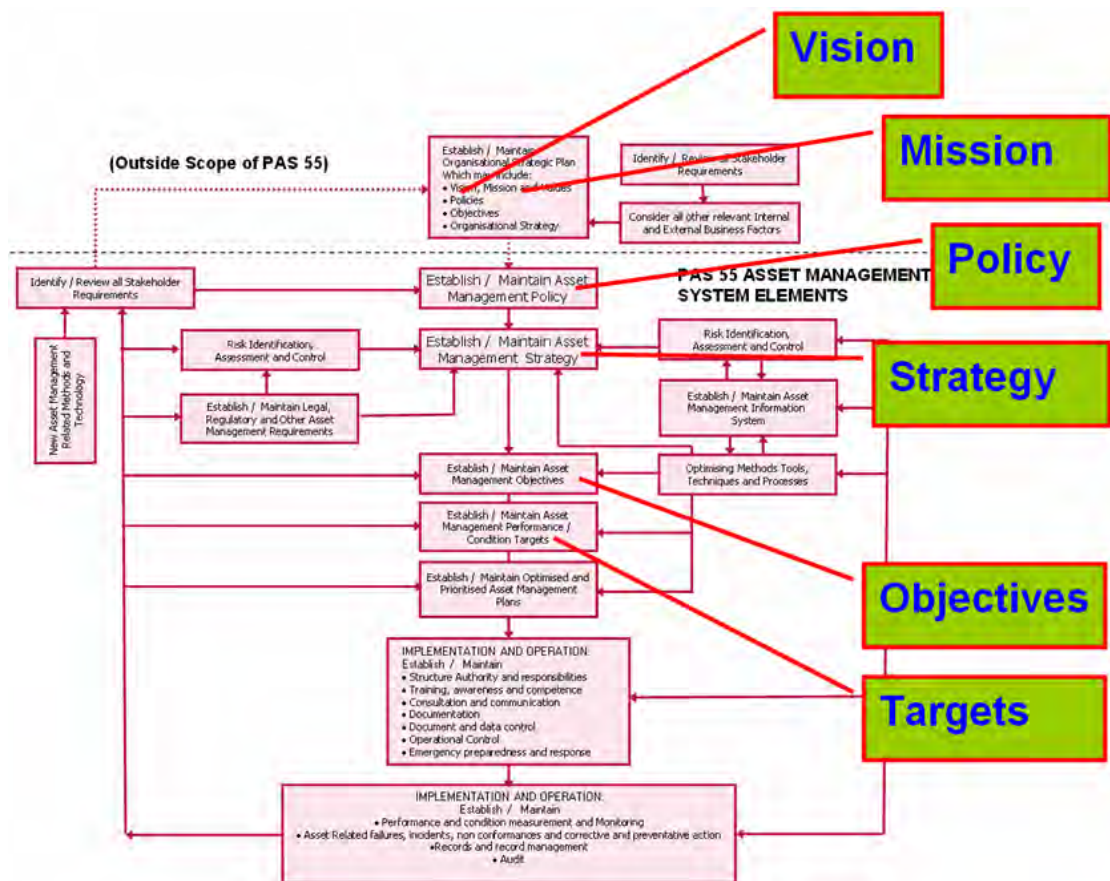 Vision
Mission
Policy
Strategy
Objectives
Targets
(Outside Scope of PAS 55)
Establish / Maintain
Organisational Strategic Plan
Which may include:
• Vision, Mission and Values
• Policies
• Objectives
• Organisational Strategy
Identify / Review all Stakeholder
Requirements
Consider all other relevant Internal
and External Business Factors
Identify / Review all Stakeholder
Requirements
Establish / Maintain Asset
Management Policy
PAS 55 ASSET MANAGEMENT
SYSTEM ELEMENTS
New Asset Management
Related Methods and
Technology
Risk Identification,
Assessment and Control
Establish / Maintain Asset
Management Strategy
Risk Identification,
Assessment and Control
Establish / Maintain Legal,
Regulatory and Other Asset
Management Requirements
Establish / Maintain Asset
Management Information
System
Establish / Maintain Asset
Management Objectives
Optimising Methods Tools,
Techniques and Processes
Establish / Maintain Asset
Management Performance /
Condition Targets
Establish / Maintain Optimised and
Prioritised Asset Management
Plans
IMPLEMENTATION AND OPERATION:
Establish / Maintain
• Structure Authority and responsibilities
• Training, awareness and competence
• Consultation and communication
• Documentation
• Document and data control
• Operational Control
• Emergency preparedness and response
IMPLEMENTATION AND OPERATION:
Establish / Maintain
• Performance and condition measurement and Monitoring
• Asset Related failures, incidents, non conformances and corrective and preventative action
• Records and record management
• Audit